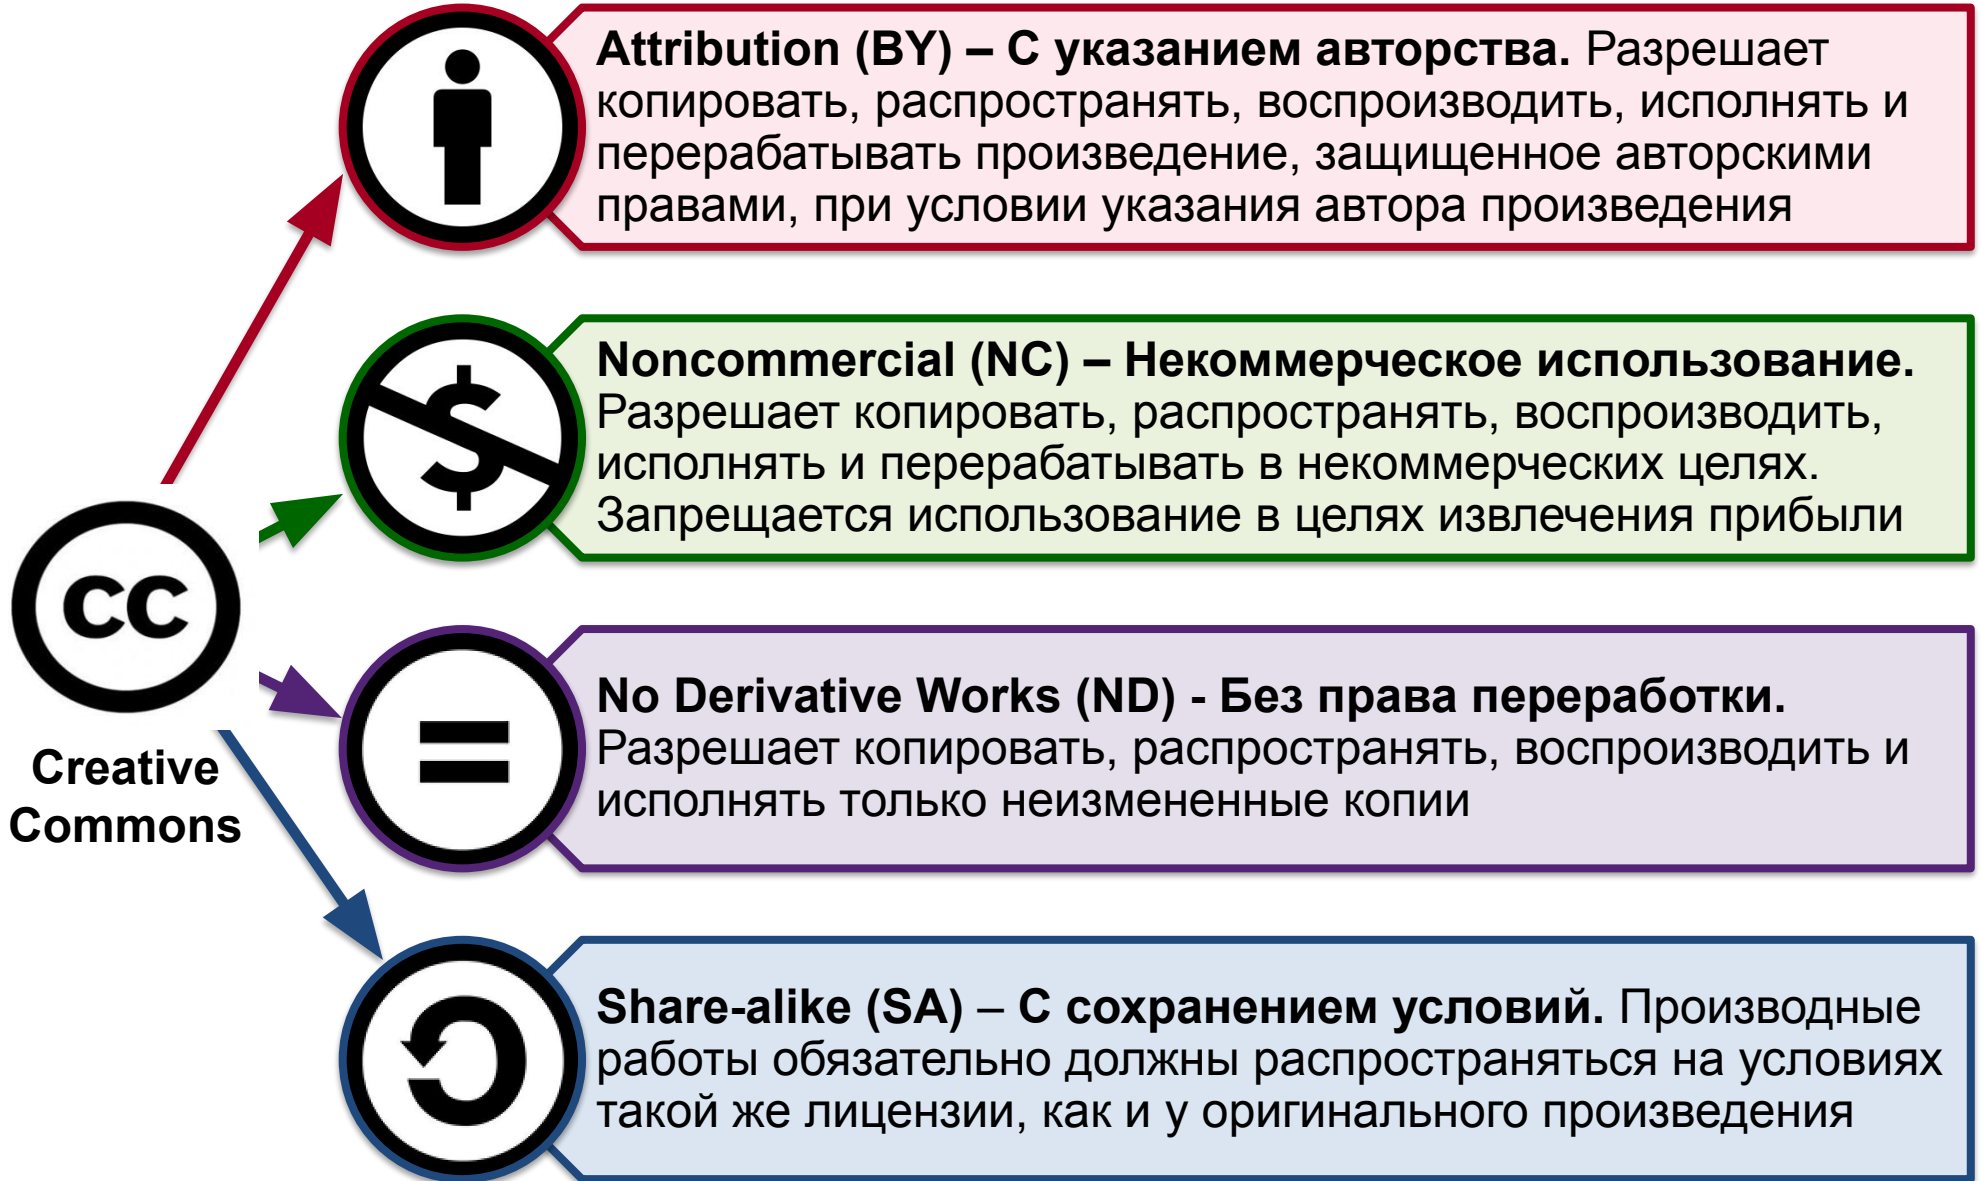 Attribution (BY) – С указанием авторства. Разрешает
копировать, распространять, воспроизводить, исполнять и
перерабатывать произведение, защищенное авторскими
правами, при условии указания автора произведения
$
Noncommercial (NC) – Некоммерческое использование.
Разрешает копировать, распространять, воспроизводить,
исполнять и перерабатывать в некоммерческих целях.
Запрещается использование в целях извлечения прибыли
cc
Creative
Commons
=
No Derivative Works (ND) - Без права переработки.
Разрешает копировать, распространять, воспроизводить и
исполнять только неизмененные копии
Share-alike (SA) – С сохранением условий. Производные
работы обязательно должны распространяться на условиях
такой же лицензии, как и у оригинального произведения